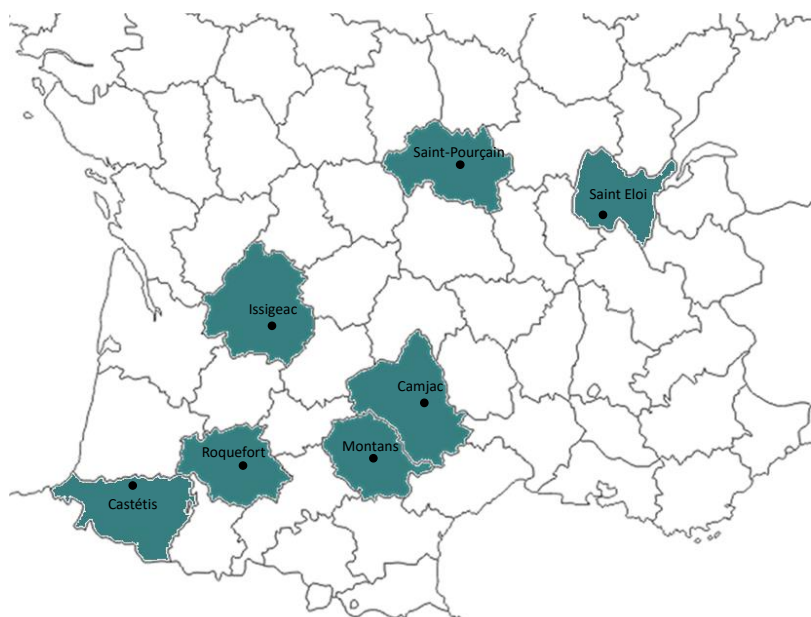 Saint-Pourçain
Saint Eloi
Issigeac
Camjac
Montans
Roquefort
Castétis